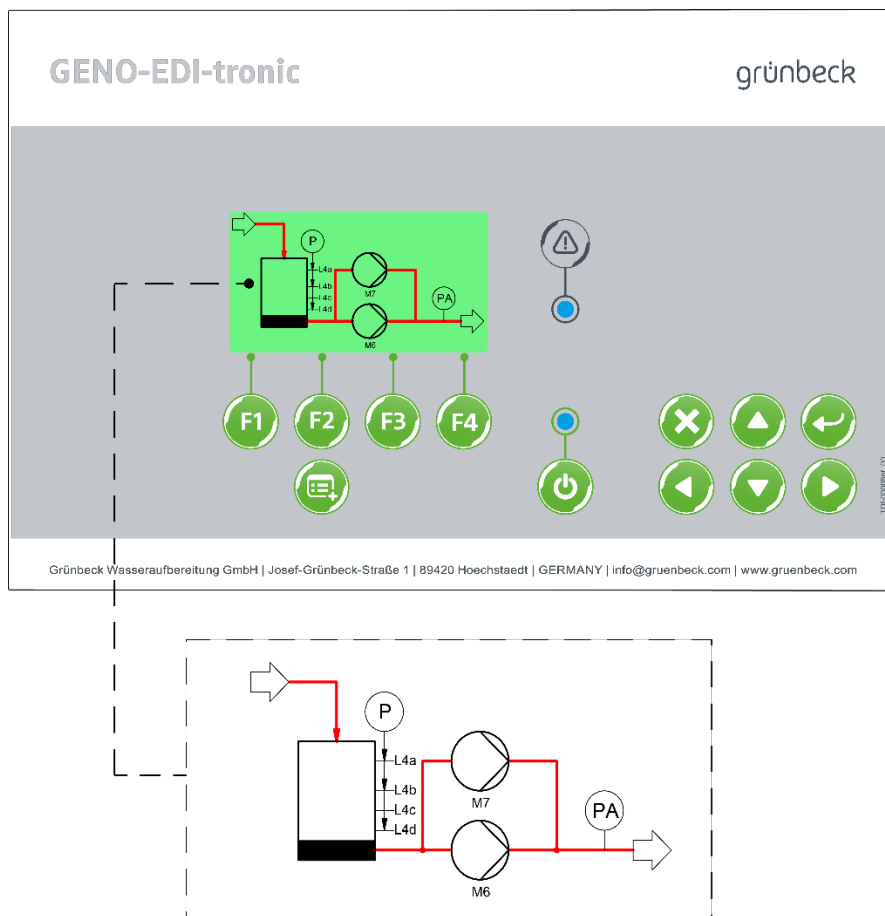 GENO-EDI-tronic
grünbeck
P
L4a
L4b
L4c
L4d
M7
M6
PA
F1 F2 F3 F4
Grünbeck Wasseraufbereitung GmbH | Josef-Grünbeck-Straße 1 | 89420 Hoechstaedt | GERMANY | info@gruenbeck.com | www.gruenbeck.com
P
L4a
L4b
L4c
L4d
M7
M6
PA